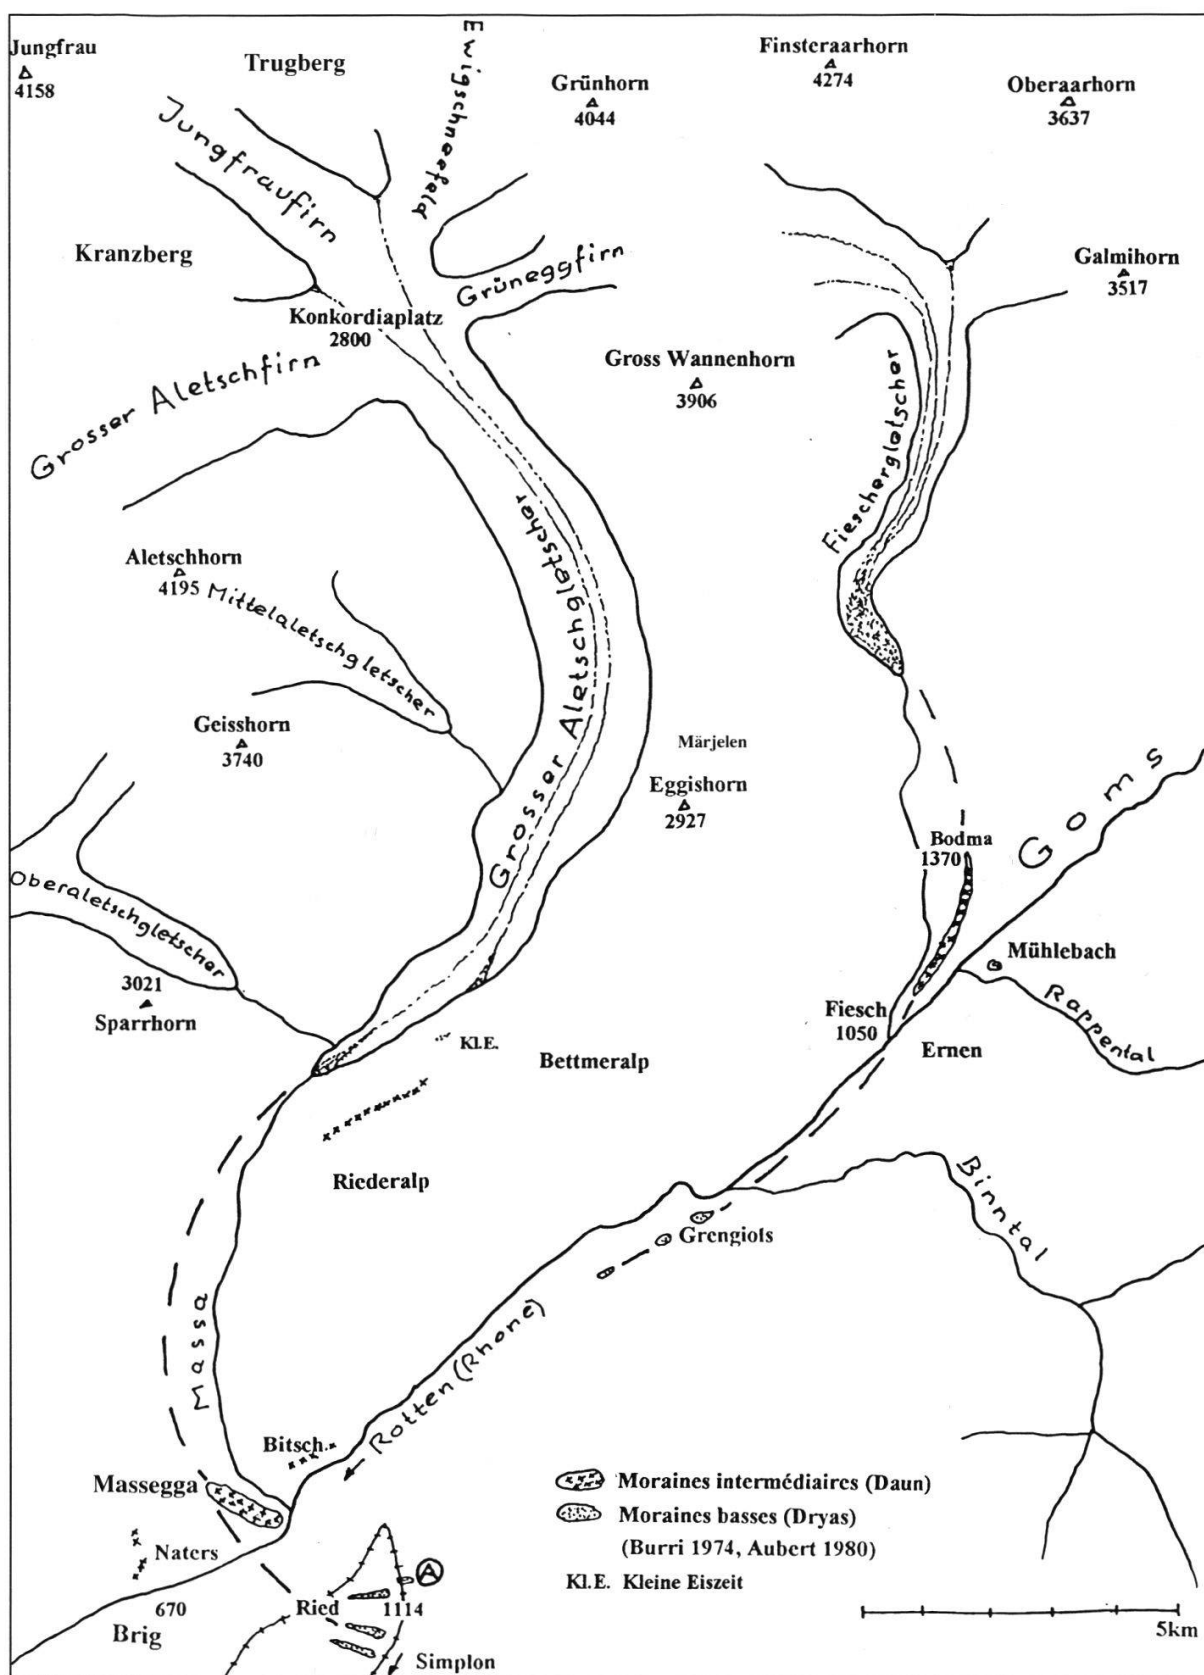 Jungfrau
4158
Trugberg
Ewigschneefeld
Grünhorn
4044
Finsteraarhorn
4274
Oberaarhorn
3637
Jungfraufirn
Kranzberg
Grüneggfirn
Galmihorn
3517
Konkordiaplatz
2800
Grosser Aletschfirn
Gross Wannenhorn
3906
Fieschergletscher
Grosser Aletschgletscher
Aletschhorn
4195
Mittelaletschgletscher
Geisshorn
3740
Märjelen
Eggishorn
2927
Goms
Bodma
1370
Oberaletschgletscher
3021
Sparrhorn
Mühlebach
Rappental
Fiesch
1050
Ernen
Kl.E.
Bettmeralp
Riederalp
Binntal
Grengiols
Massa
Rotten (Rhone)
Bitsch
Massegga
Naters
670
Brig
Ried
1114
A
Simplon
Moraines intermédiaires (Daun)
Moraines basses (Dryas)
(Burri 1974, Aubert 1980)
Kl.E. Kleine Eiszeit
5km